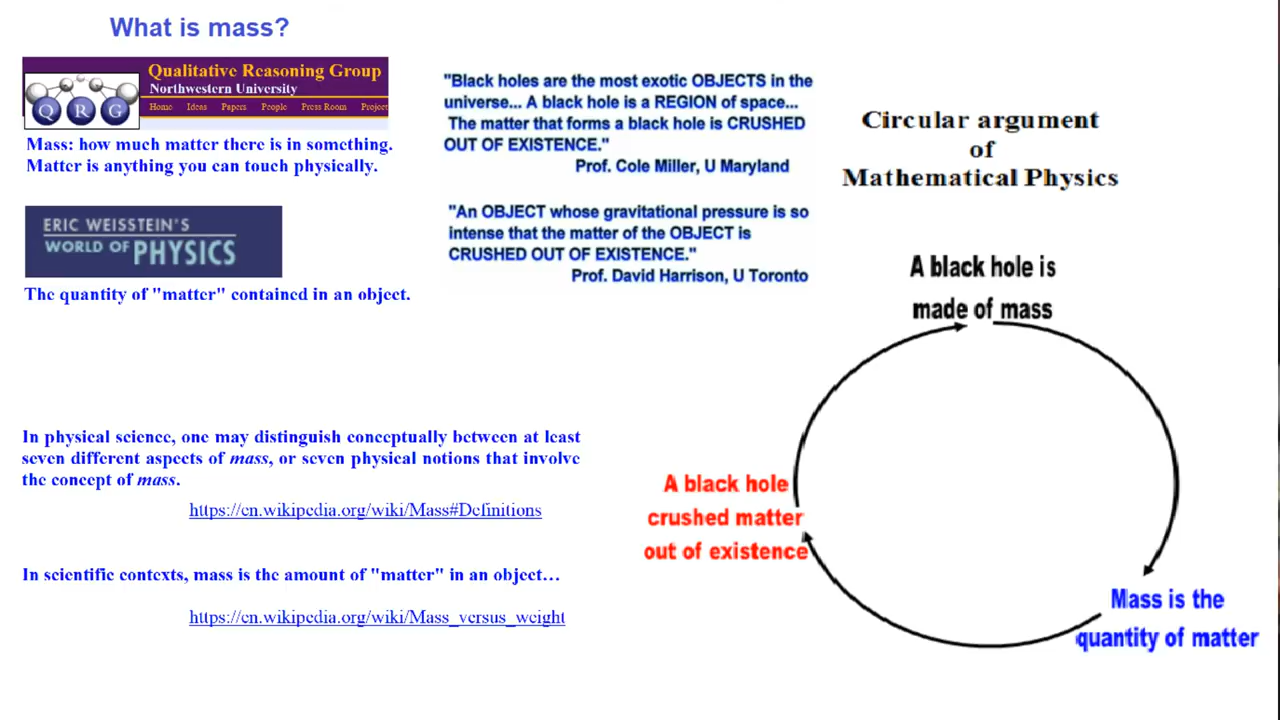 What is mass?
Qualitative Reasoning Group
Northwestern University
Q R G
Home Ideas Papers People Press Room Project
Mass: how much matter there is in something.
Matter is anything you can touch physically.
ERIC WEISSTEIN'S
WORLD OF PHYSICS
The quantity of "matter" contained in an object.
In physical science, one may distinguish conceptually between at least
seven different aspects of mass, or seven physical notions that involve
the concept of mass.
https://en.wikipedia.org/wiki/Mass#Definitions
In scientific contexts, mass is the amount of "matter" in an object…
https://en.wikipedia.org/wiki/Mass_versus_weight
"Black holes are the most exotic OBJECTS in the
universe... A black hole is a REGION of space...
The matter that forms a black hole is CRUSHED
OUT OF EXISTENCE."
Prof. Cole Miller, U Maryland
"An OBJECT whose gravitational pressure is so
intense that the matter of the OBJECT is
CRUSHED OUT OF EXISTENCE."
Prof. David Harrison, U Toronto
Circular argument
of
Mathematical Physics
A black hole is
made of mass
Mass is the
quantity of matter
A black hole
crushed matter
out of existence